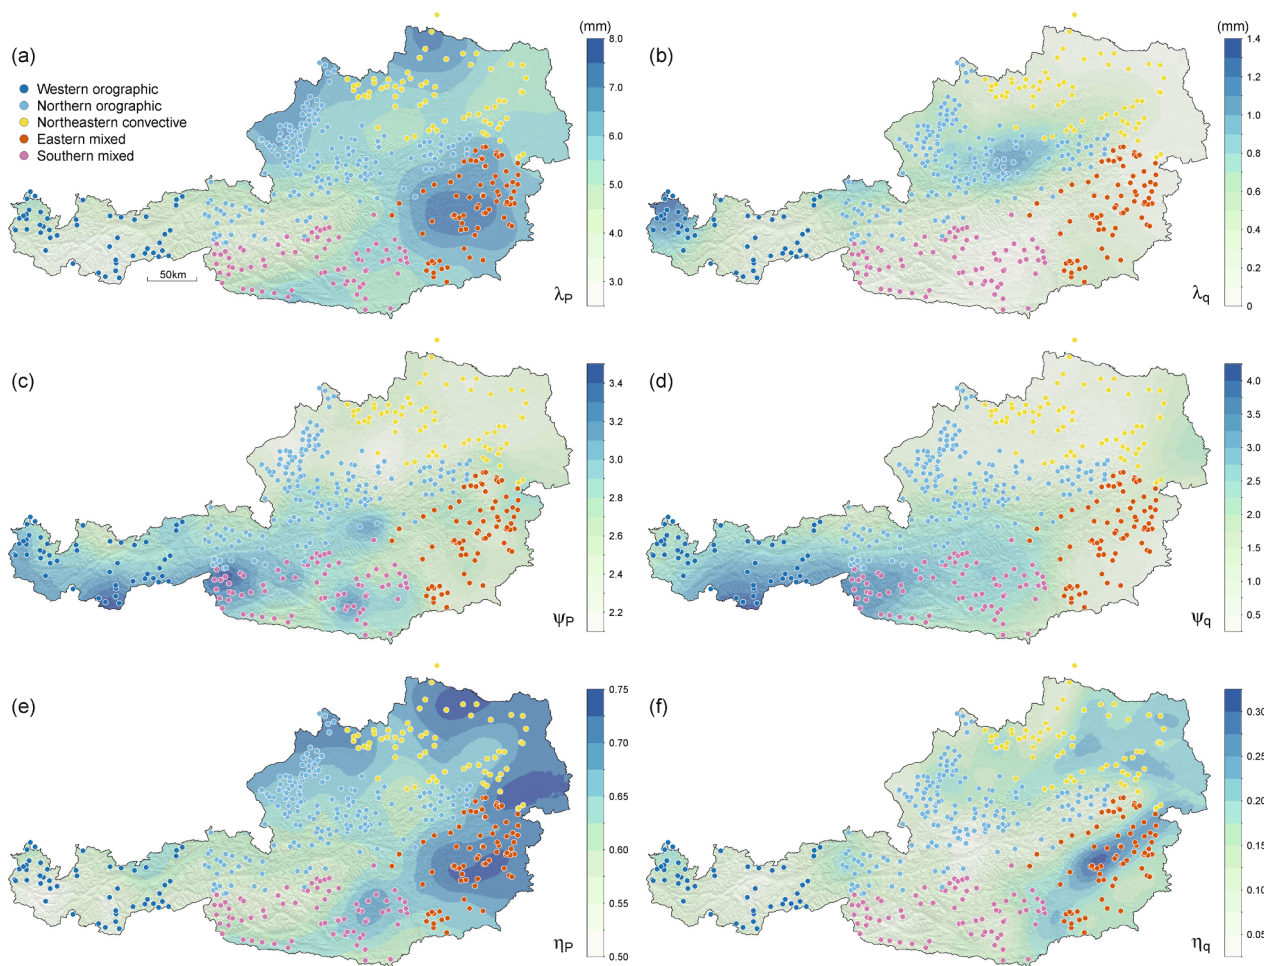 (a)
Western orographic
Northern orographic
Northeastern convective
Eastern mixed
Southern mixed
50km
λP
(mm)
8.0
7.0
6.0
5.0
4.0
3.0
(b)
λq
(mm)
1.4
1.2
1.0
0.8
0.6
0.4
0.2
0
(c)
ψP
3.4
3.2
3.0
2.8
2.6
2.4
2.2
(d)
ψq
4.0
3.5
3.0
2.5
2.0
1.5
1.0
0.5
(e)
ηP
0.75
0.70
0.65
0.60
0.55
0.50
(f)
ηq
0.30
0.25
0.20
0.15
0.10
0.05